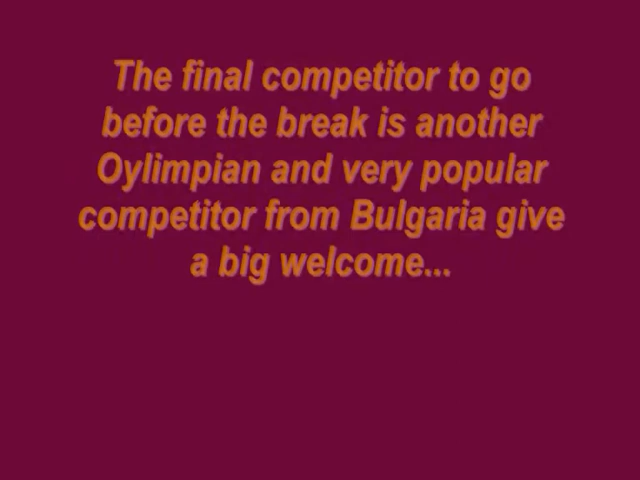 The final competitor to go
before the break is another
Oylimpian and very popular
competitor from Bulgaria give
a big welcome...